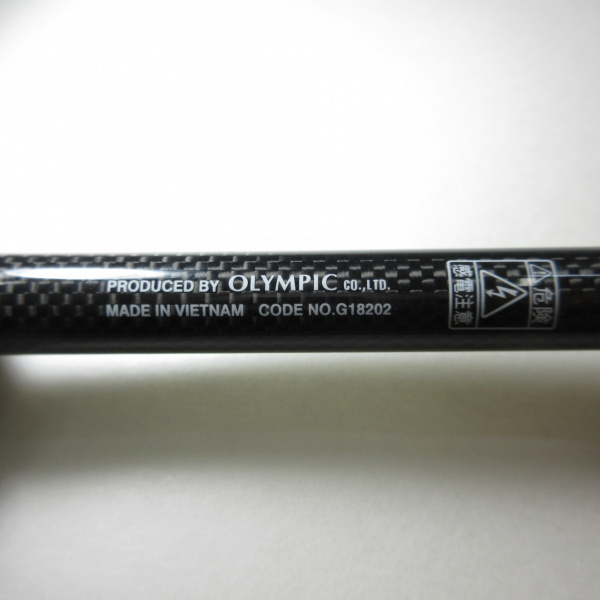 PRODUCED BY OLYMPIC CO.,LTD.
MADE IN VIETNAM CODE NO.G18202
危険
感電注意